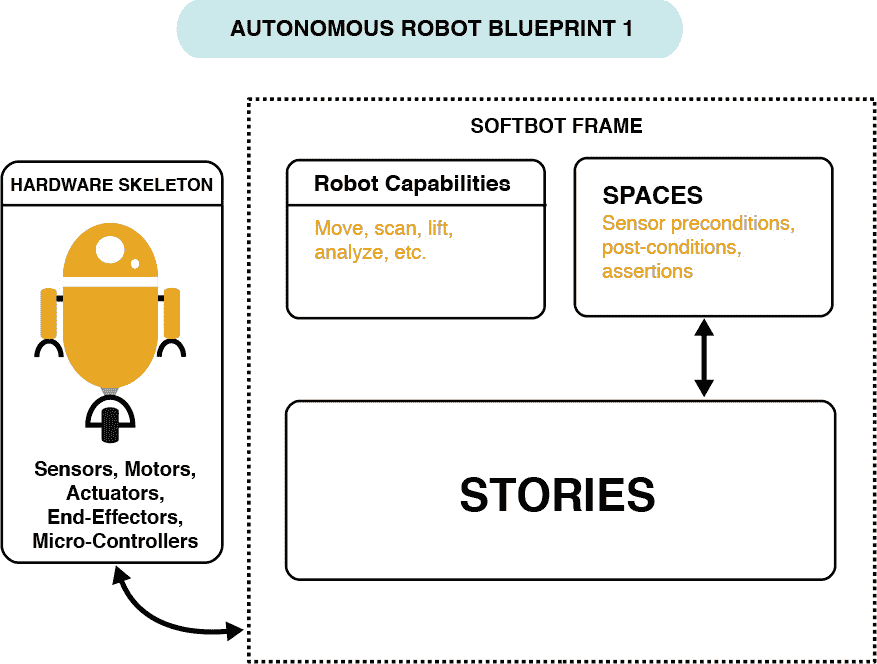 AUTONOMOUS ROBOT BLUEPRINT 1
SOFTBOT FRAME
HARDWARE SKELETON
Sensors, Motors,
Actuators,
End-Effectors,
Micro-Controllers
Robot Capabilities
Move, scan, lift,
analyze, etc.
SPACES
Sensor preconditions,
post-conditions,
assertions
STORIES